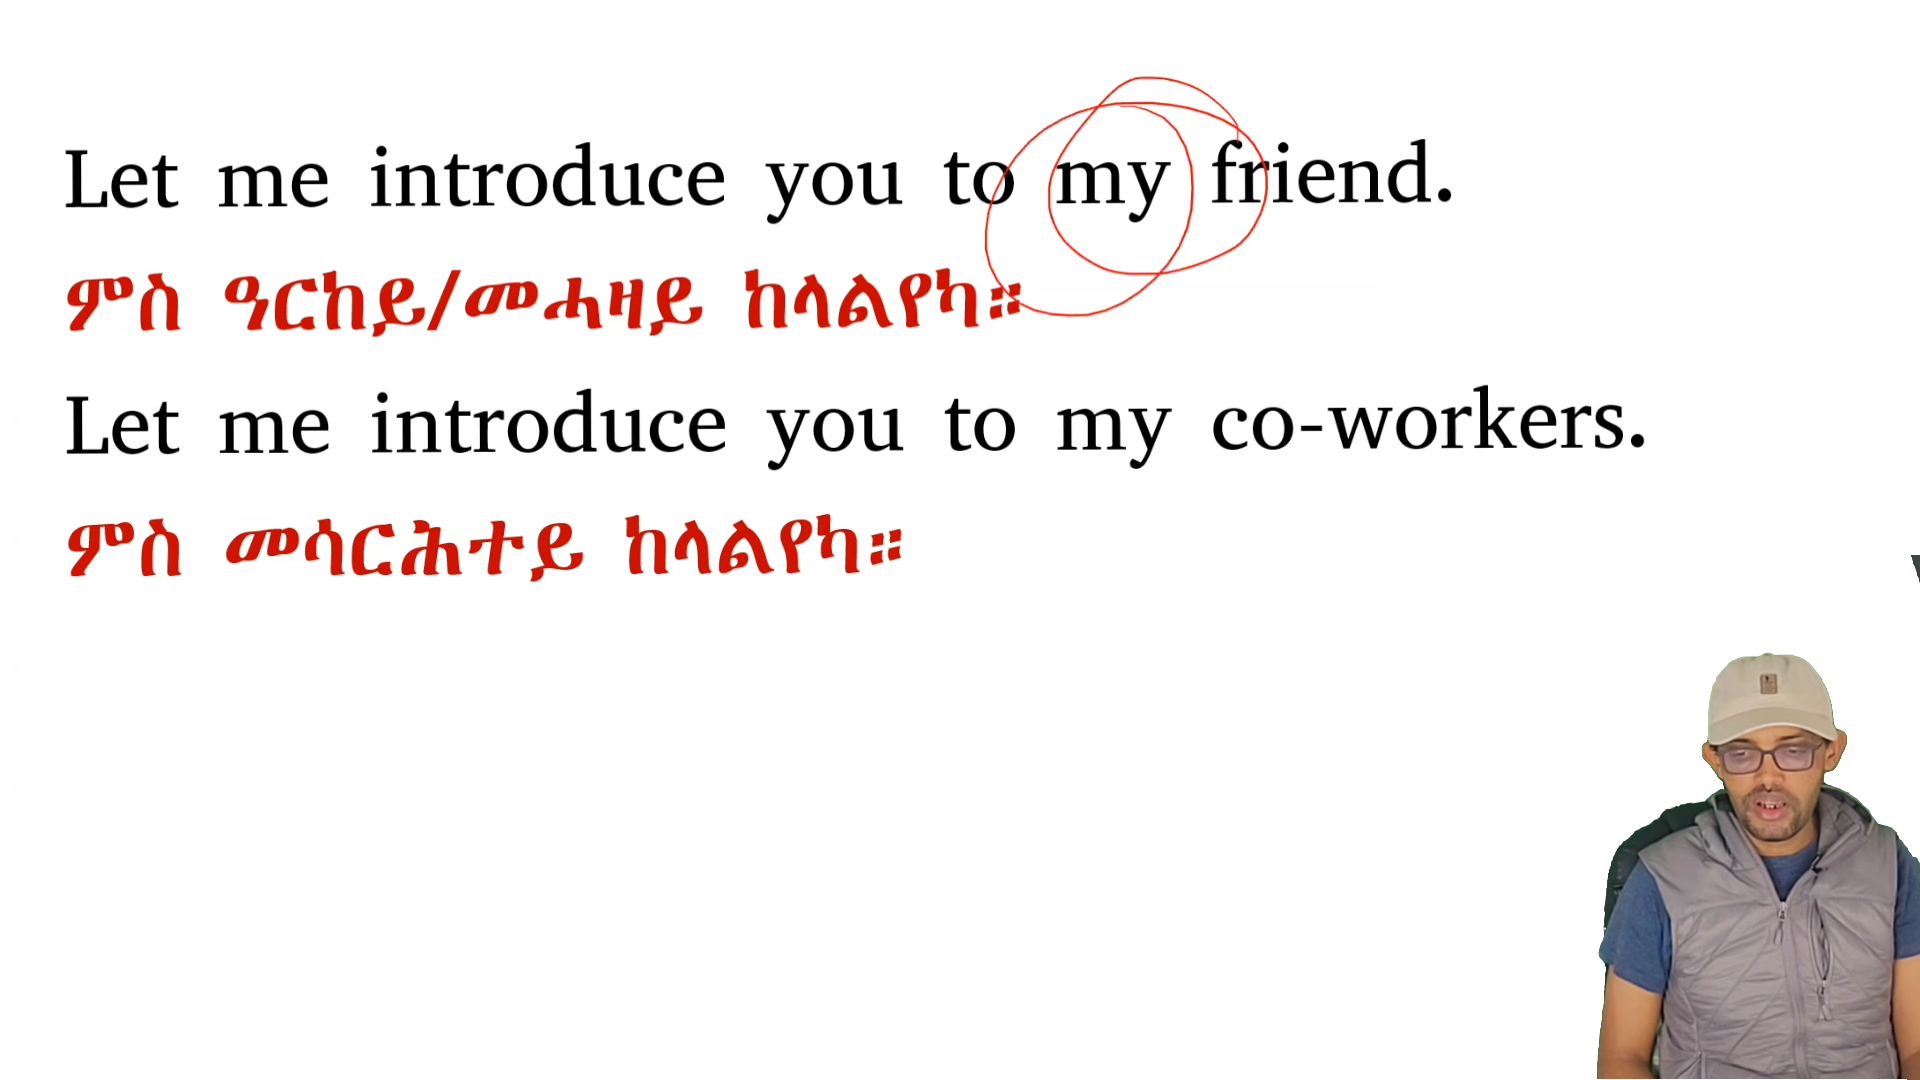 Let me introduce you to my friend.
ምስ ዓርከይ/መሓዛይ ከላልየካ።
Let me introduce you to my co-workers.
ምስ መሳርሕተይ ከላልየካ።